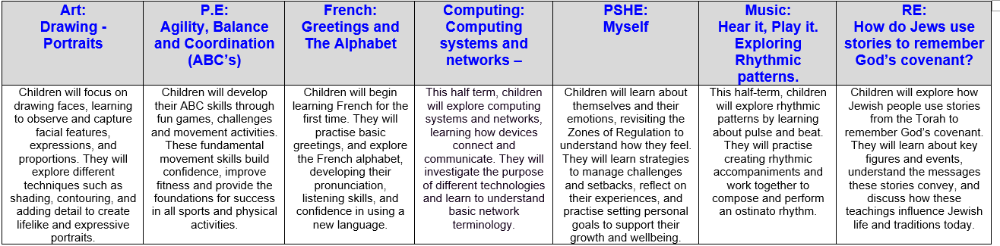 Art:
Drawing -
Portraits
P.E:
Agility, Balance
and Coordination
(ABC’s)
French:
Greetings and
The Alphabet
Computing:
Computing
systems and
networks –
PSHE:
Myself
Music:
Hear it, Play it.
Exploring
Rhythmic
patterns.
RE:
How do Jews use
stories to remember
God’s covenant?
Children will focus on
drawing faces, learning
to observe and capture
facial features,
expressions, and
proportions. They will
explore different
techniques such as
shading, contouring, and
adding detail to create
lifelike and expressive
portraits.
Children will develop
their ABC skills through
fun games, challenges
and movement activities.
These fundamental
movement skills build
confidence, improve
fitness and provide the
foundations for success
in all sports and physical
activities.
Children will begin
learning French for the
first time. They will
practise basic
greetings, and explore
the French alphabet,
developing their
pronunciation,
listening skills, and
confidence in using a
new language.
This half term, children
will explore computing
systems and networks,
learning how devices
connect and
communicate. They will
investigate the purpose
of different technologies
and learn to understand
basic network
terminology.
Children will learn about
themselves and their
emotions, revisiting the
Zones of Regulation to
understand how they feel.
They will learn strategies
to manage challenges
and setbacks, reflect on
their experiences, and
practise setting personal
goals to support their
growth and wellbeing.
This half-term, children
will explore rhythmic
patterns by learning
about pulse and beat.
They will practise
creating rhythmic
accompaniments and
work together to
compose and perform
an ostinato rhythm.
Children will explore how
Jewish people use stories
from the Torah to
remember God’s covenant.
They will learn about key
figures and events,
understand the messages
these stories convey, and
discuss how these
teachings influence Jewish
life and traditions today.